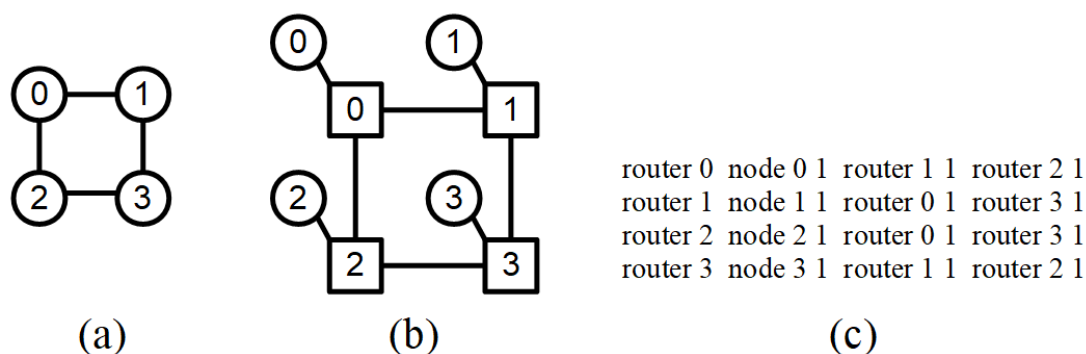 0 1
2 3
(a)
0 1
0 1
2 3
2 3
(b)
router 0 node 0 1 router 1 1 router 2 1
router 1 node 1 1 router 0 1 router 3 1
router 2 node 2 1 router 0 1 router 3 1
router 3 node 3 1 router 1 1 router 2 1
(c)